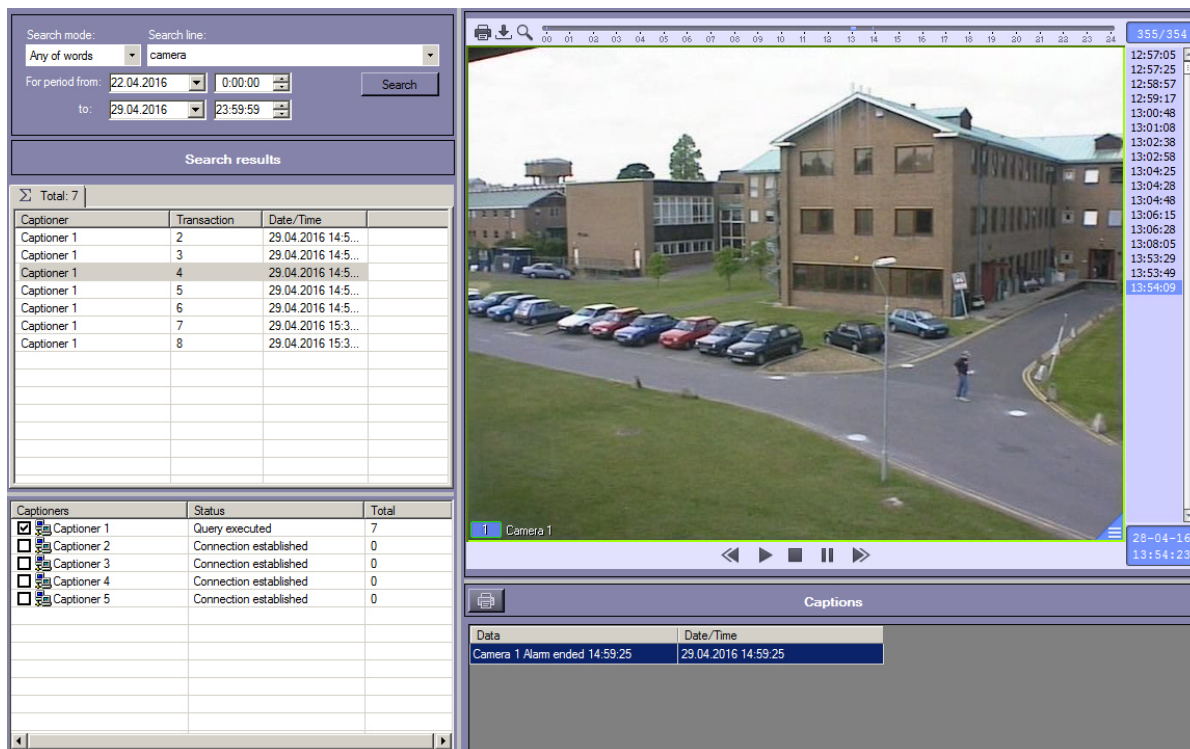 Search mode: Search line:
Any of words camera
For period from: 22.04.2016 0:00:00 Search
to: 29.04.2016 23:59:59
Search results
Σ Total: 7
Captioner Transaction Date/Time
Captioner 1 2 29.04.2016 14:5...
Captioner 1 3 29.04.2016 14:5...
Captioner 1 4 29.04.2016 14:5...
Captioner 1 5 29.04.2016 14:5...
Captioner 1 6 29.04.2016 14:5...
Captioner 1 7 29.04.2016 15:3...
Captioner 1 8 29.04.2016 15:3...
Captioners Status Total
Captioner 1 Query executed 7
Captioner 2 Connection established 0
Captioner 3 Connection established 0
Captioner 4 Connection established 0
Captioner 5 Connection established 0
00 01 02 03 04 05 06 07 08 09 10 11 12 13 14 15 16 17 18 19 20 21 22 23 24
355/354
12:57:05
12:57:25
12:58:57
12:59:17
13:00:48
13:01:08
13:02:38
13:02:58
13:04:25
13:04:28
13:04:48
13:06:15
13:06:28
13:08:05
13:53:29
13:53:49
13:54:09
1 Camera 1
28-04-16
13:54:23
Captions
Data Date/Time
Camera 1 Alarm ended 14:59:25 29.04.2016 14:59:25